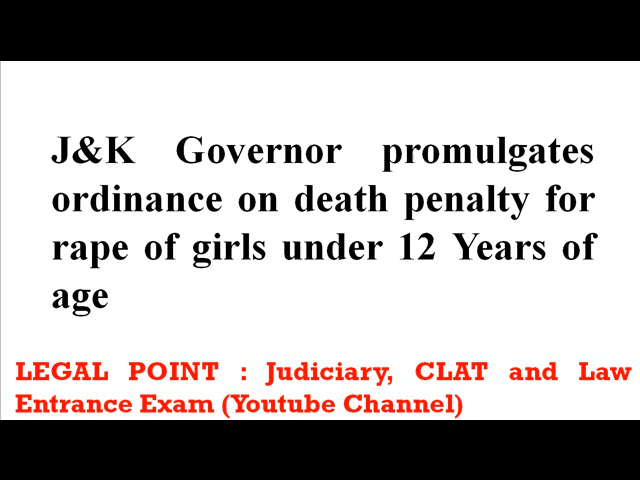 J&K Governor promulgates
ordinance on death penalty for
rape of girls under 12 Years of
age
LEGAL POINT : Judiciary, CLAT and Law
Entrance Exam (Youtube Channel)